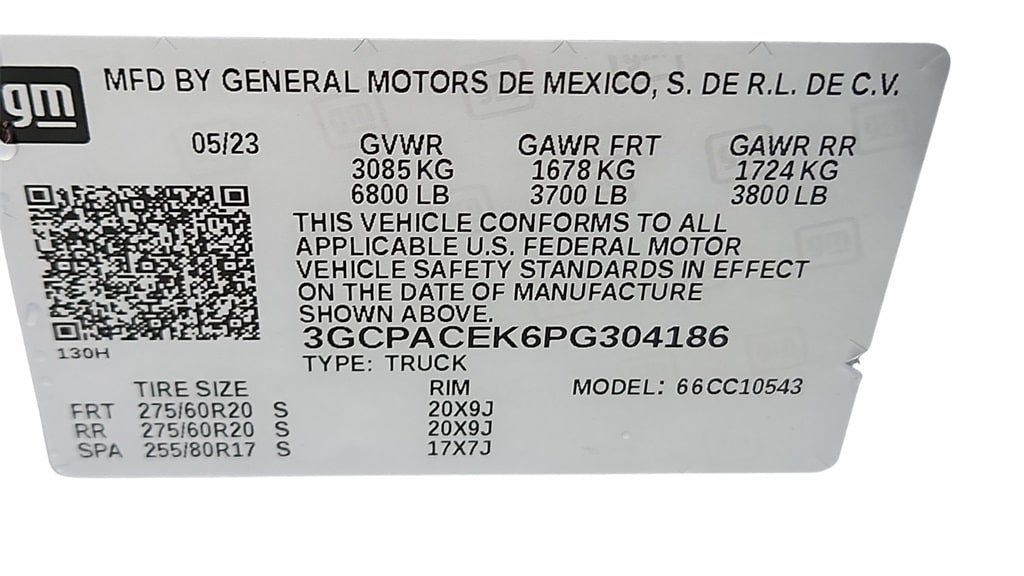 gm
MFD BY GENERAL MOTORS DE MEXICO, S. DE R.L. DE C.V.
05/23 GVWR GAWR FRT GAWR RR
3085 KG 1678 KG 1724 KG
6800 LB 3700 LB 3800 LB
THIS VEHICLE CONFORMS TO ALL
APPLICABLE U.S. FEDERAL MOTOR
VEHICLE SAFETY STANDARDS IN EFFECT
ON THE DATE OF MANUFACTURE
SHOWN ABOVE.
3GCPACEK6PG304186
130H
TYPE: TRUCK
TIRE SIZE RIM MODEL: 66CC10543
FRT 275/60R20 S 20X9J
RR 275/60R20 S 20X9J
SPA 255/80R17 S 17X7J